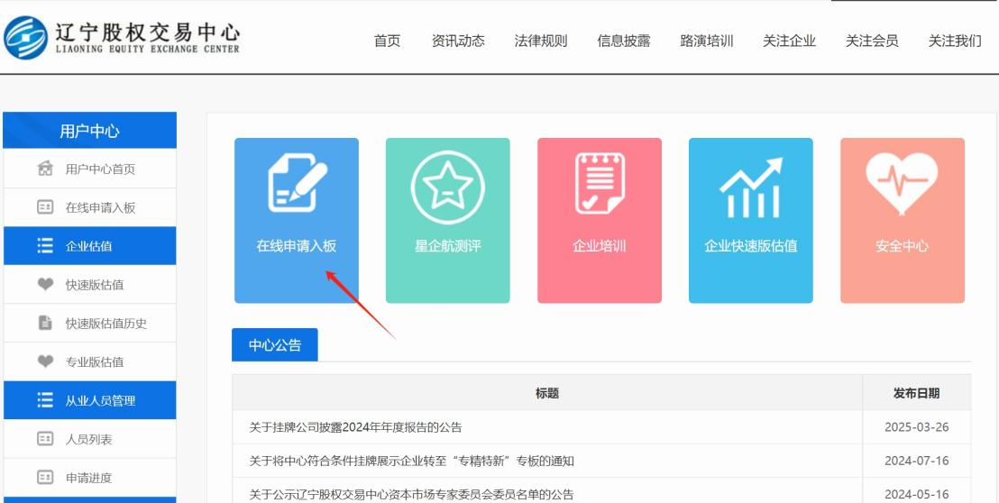 辽宁股权交易中心
LIAONING EQUITY EXCHANGE CENTER
首页 资讯动态 法律规则 信息披露 路演培训 关注企业 关注会员 关注我们
用户中心
用户中心首页
在线申请入板
企业估值
快速版估值
快速版估值历史
专业版估值
从业人员管理
人员列表
申请进度
在线申请入板 星企航测评 企业培训 企业快速版估值 安全中心
中心公告
标题 发布日期
关于挂牌公司披露2024年年度报告的公告 2025-03-26
关于将中心符合条件挂牌展示企业转至“专精特新”专板的通知 2024-07-16
关于公示辽宁股权交易中心资本市场专家委员会委员名单的公告 2024-05-16